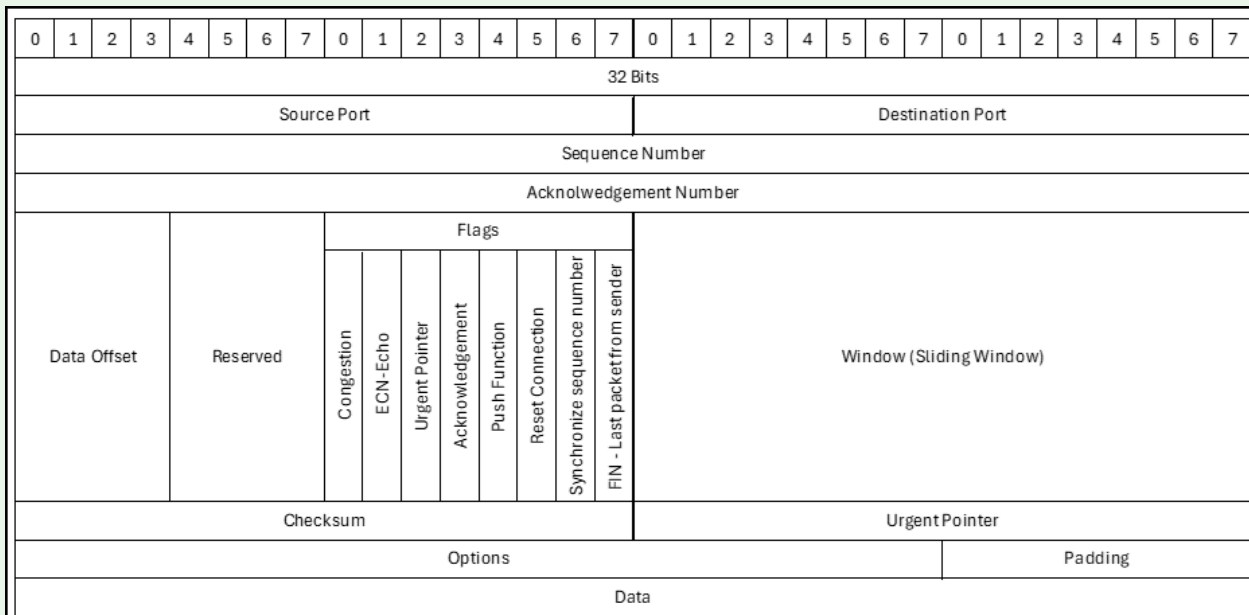 0 1 2 3 4 5 6 7 0 1 2 3 4 5 6 7 0 1 2 3 4 5 6 7 0 1 2 3 4 5 6 7
32 Bits
Source Port Destination Port
Sequence Number
Acknolwedgement Number
Data Offset
Reserved
Flags
Congestion
ECN-Echo
Urgent Pointer
Acknowledgement
Push Function
Reset Connection
Synchronize sequence number
FIN - Last packet from sender
Window (Sliding Window)
Checksum Urgent Pointer
Options Padding
Data